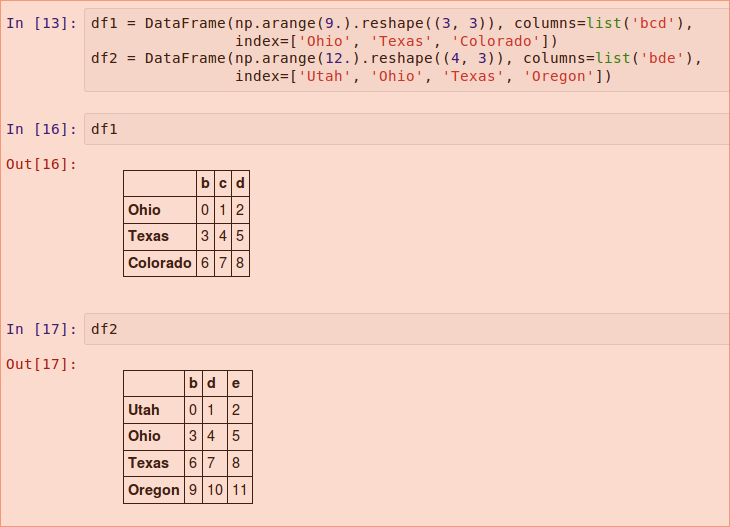 In [13]: df1 = DataFrame(np.arange(9.).reshape((3, 3)), columns=list('bcd'),
index=['Ohio', 'Texas', 'Colorado'])
df2 = DataFrame(np.arange(12.).reshape((4, 3)), columns=list('bde'),
index=['Utah', 'Ohio', 'Texas', 'Oregon'])
In [16]: df1
Out[16]:
b c d
Ohio 0 1 2
Texas 3 4 5
Colorado 6 7 8
In [17]: df2
Out[17]:
b d e
Utah 0 1 2
Ohio 3 4 5
Texas 6 7 8
Oregon 9 10 11